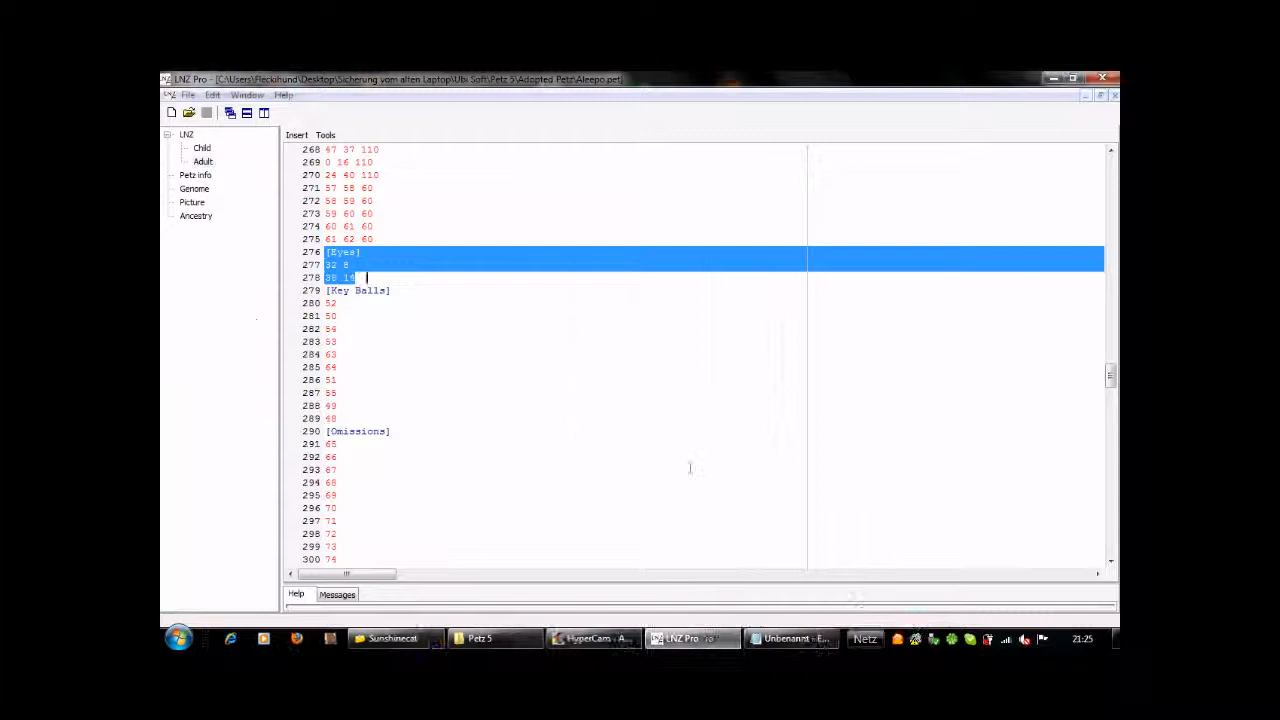 LNZ Pro - [C:\Users\Fleckihund\Desktop\Sicherung vom alten Laptop\Ubi Soft\Petz 5\Adopted Petz\Aleepo.pet]
File Edit Window Help
LNZ
Child
Adult
Petz info
Genome
Picture
Ancestry
Insert Tools
268 47 37 110
269 0 16 110
270 24 40 110
271 57 58 60
272 58 59 60
273 59 60 60
274 60 61 60
275 61 62 60
276 [Eyes]
277 32 8
278 38 14
279 [Key Balls]
280 52
281 50
282 54
283 53
284 63
285 64
286 51
287 55
288 49
289 48
290 [Omissions]
291 65
292 66
293 67
294 68
295 69
296 70
297 71
298 72
299 73
300 74
Help Messages
Sunshinecat Petz 5 HyperCam - A... LNZ Pro Unbenannt - E... Netz 21:25